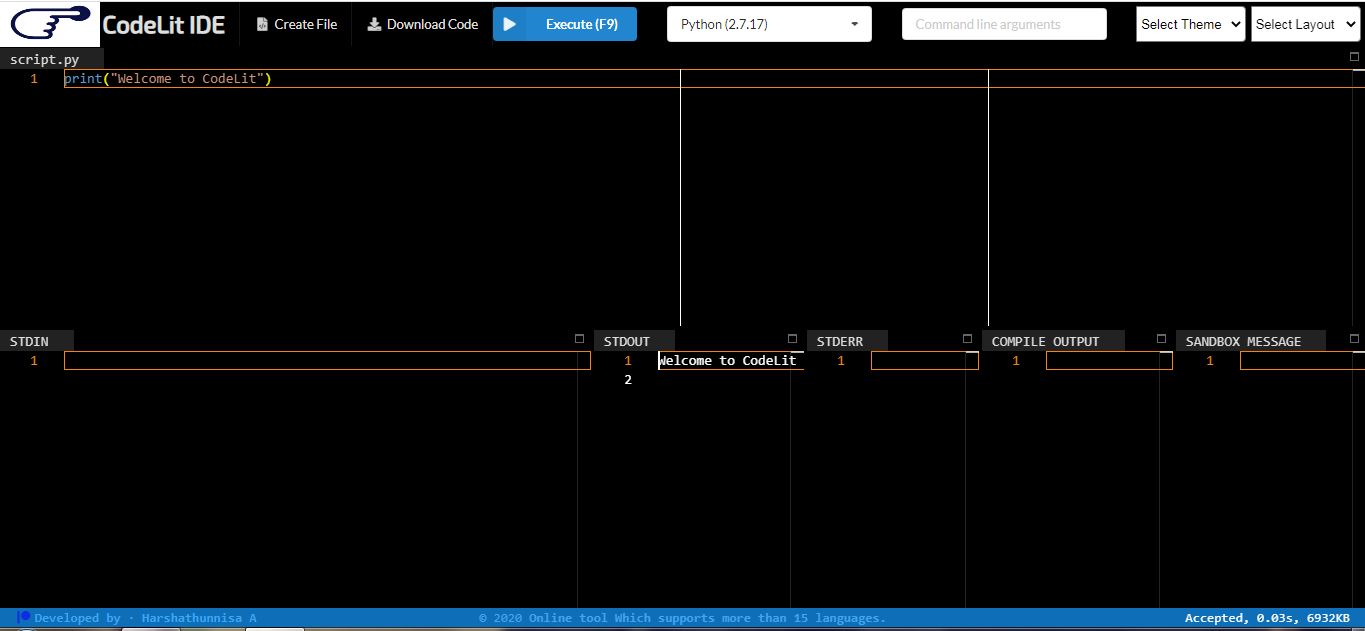 CodeLit IDE Create File Download Code Execute (F9) Python (2.7.17) Command line arguments Select Theme Select Layout
script.py
1 print("Welcome to CodeLit")
STDIN STDOUT STDERR COMPILE OUTPUT SANDBOX MESSAGE
1 1 Welcome to CodeLit 1 1 1
2
Developed by · Harshathunnisa A © 2020 Online tool Which supports more than 15 languages. Accepted, 0.03s, 6932KB